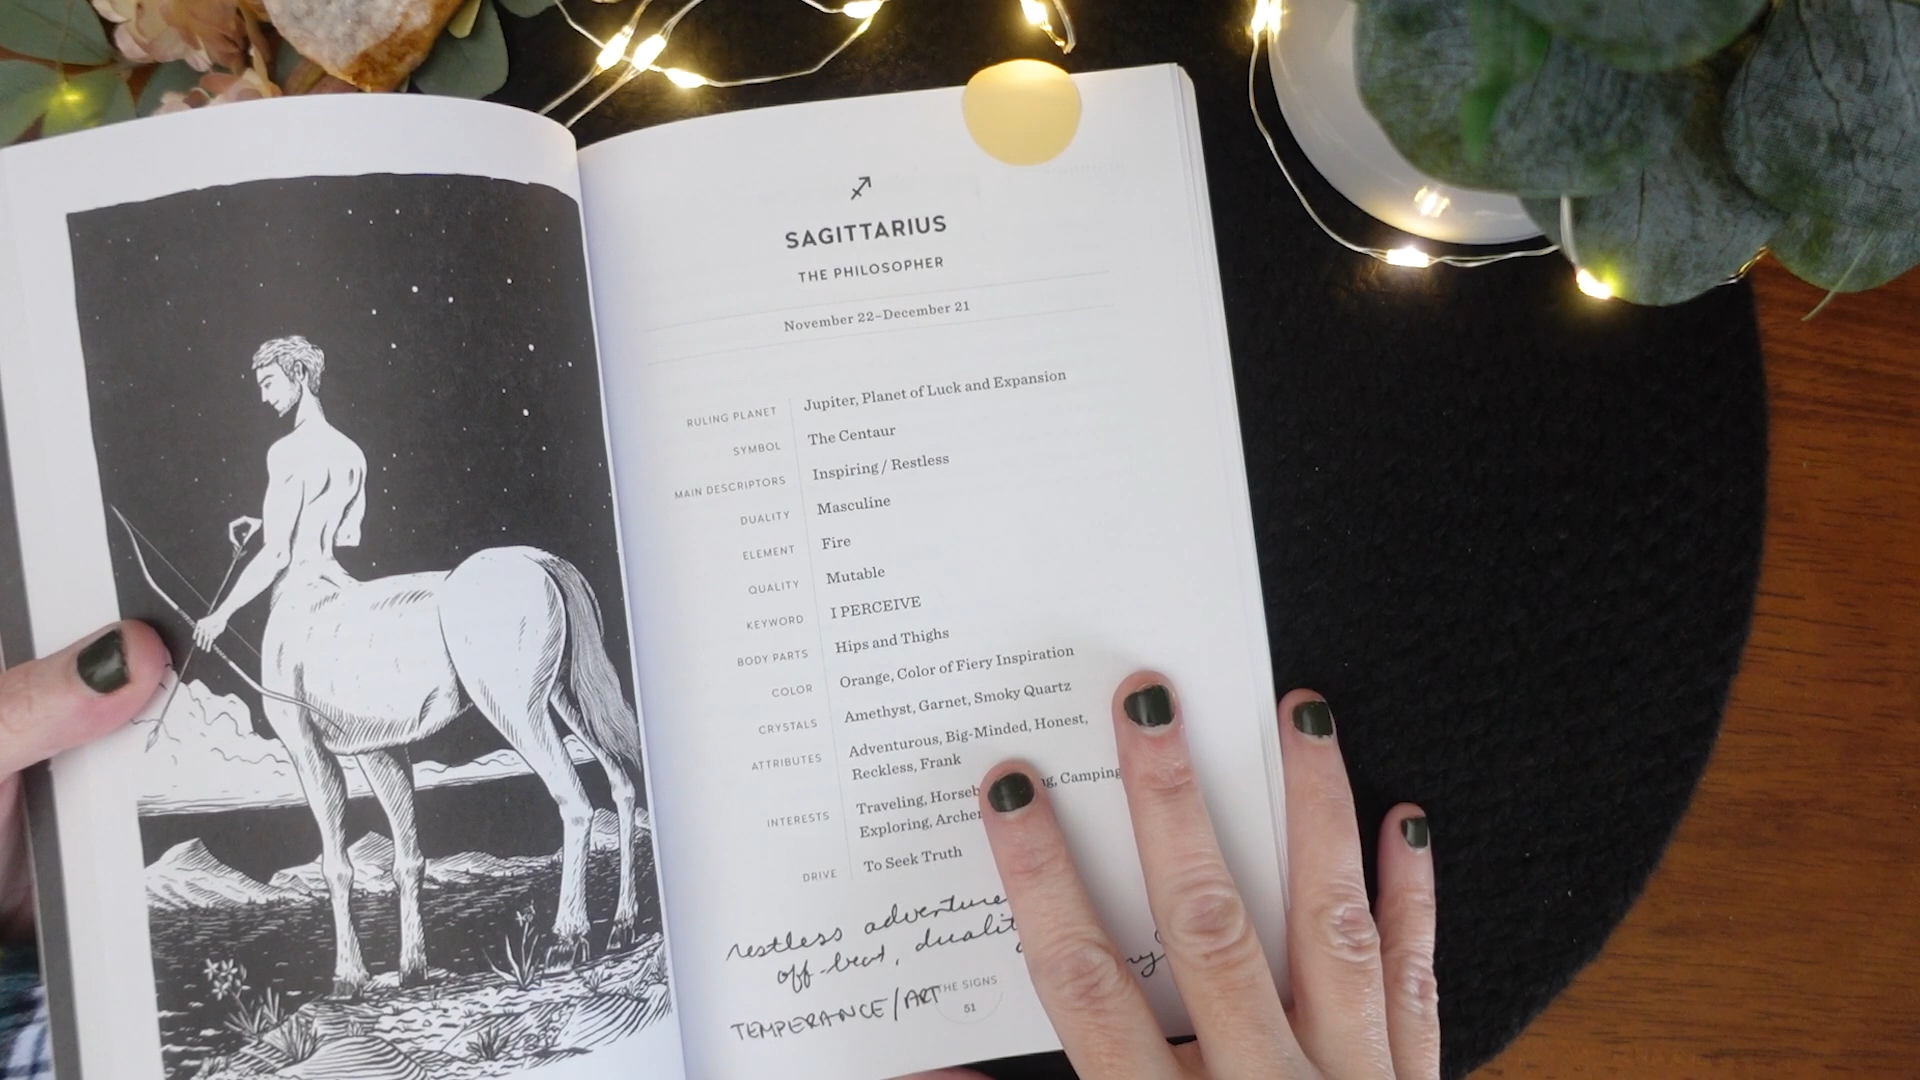 SAGITTARIUS
THE PHILOSOPHER
November 22–December 21
RULING PLANET Jupiter, Planet of Luck and Expansion
SYMBOL The Centaur
MAIN DESCRIPTORS Inspiring / Restless
DUALITY Masculine
ELEMENT Fire
QUALITY Mutable
KEYWORD I PERCEIVE
BODY PARTS Hips and Thighs
COLOR Orange, Color of Fiery Inspiration
CRYSTALS Amethyst, Garnet, Smoky Quartz
ATTRIBUTES Adventurous, Big-Minded, Honest,
Reckless, Frank
INTERESTS Traveling, Camping,
Exploring,
DRIVE To Seek Truth
restless
off-beat,
TEMPERANCE/ART
THE SIGNS
51